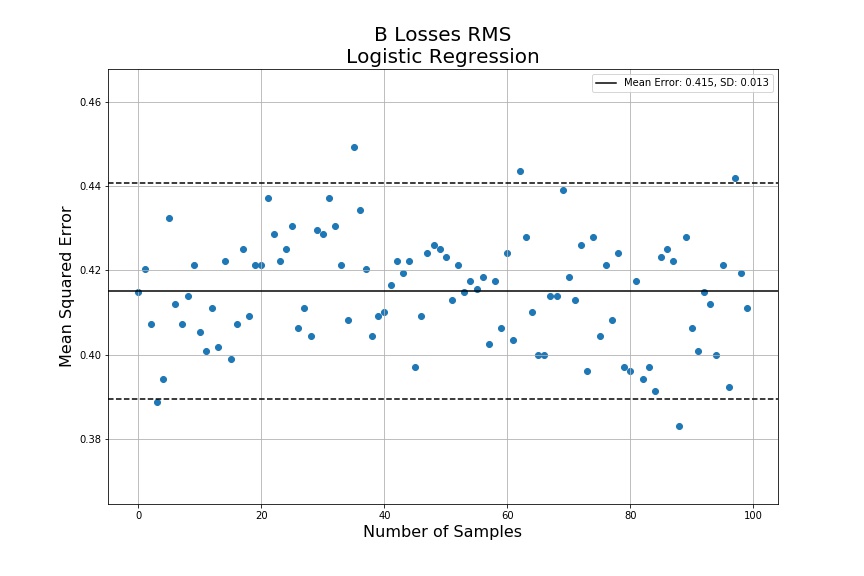 B Losses RMS
Logistic Regression
Mean Error: 0.415, SD: 0.013
Mean Squared Error
0.46
0.44
0.42
0.40
0.38
0 20 40 60 80 100
Number of Samples